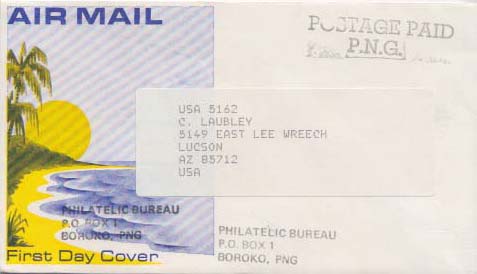 AIR MAIL
POSTAGE PAID
P.N.G.
USA 5162
C. LAUBLEY
5149 EAST LEE WREECH
LUCSON
AZ 85712
USA
PHILATELIC BUREAU
P.O. BOX 1
BOROKO, PNG
First Day Cover
PHILATELIC BUREAU
P.O. BOX 1
BOROKO, PNG